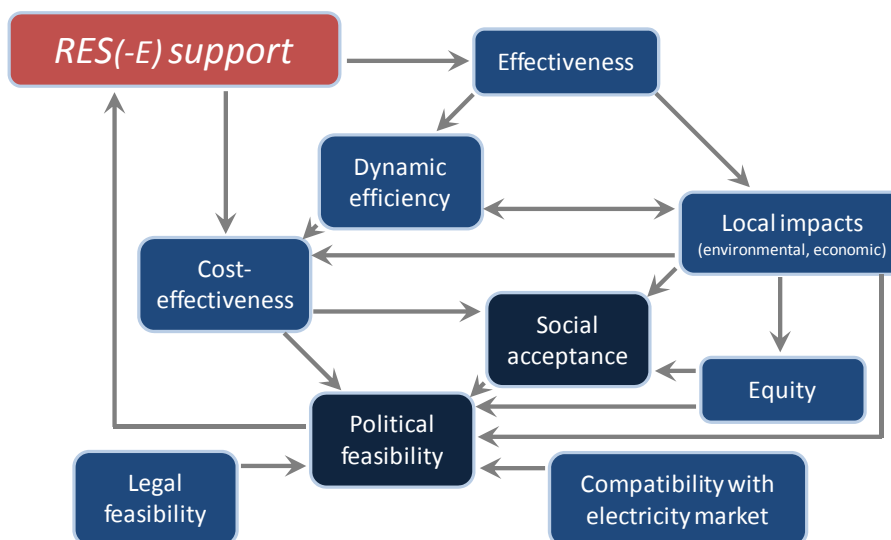 RES(-E) support
Effectiveness
Dynamic
efficiency
Local impacts
(environmental, economic)
Cost-
effectiveness
Social
acceptance
Equity
Political
feasibility
Legal
feasibility
Compatibility with
electricity market